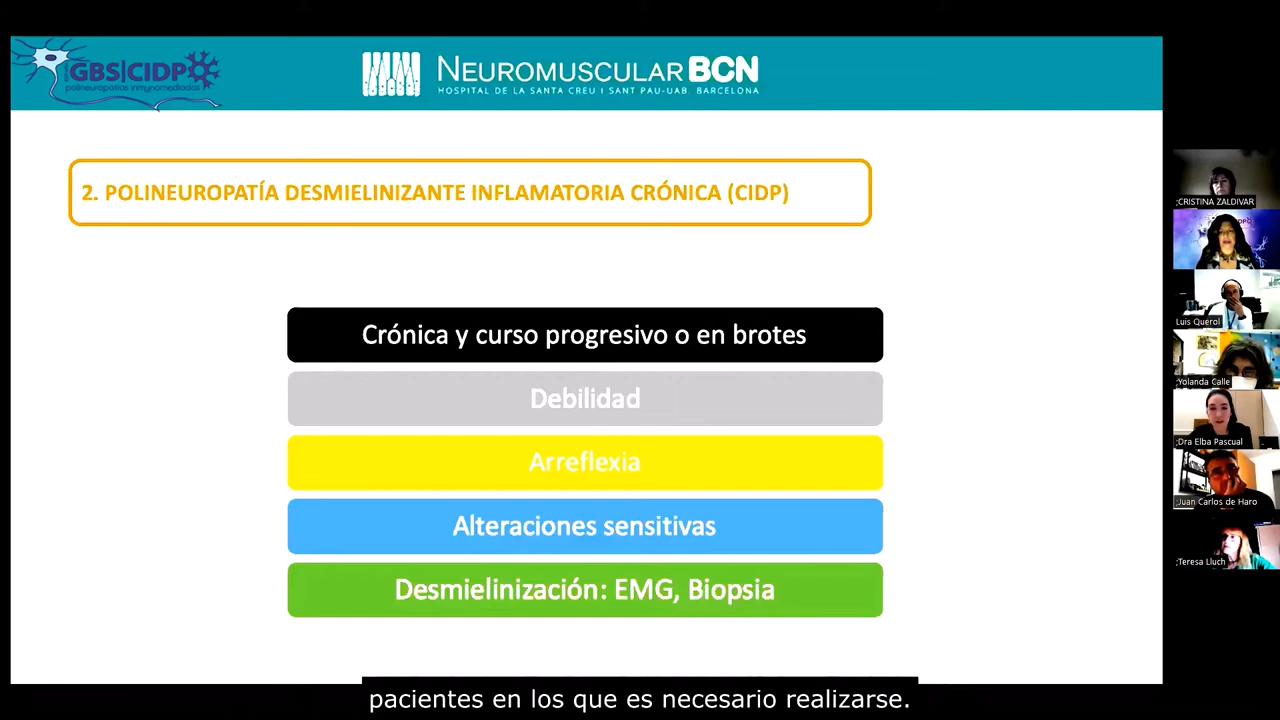 GBS|CIDP
polineuropatías inmunomediadas
NEUROMUSCULAR BCN
HOSPITAL DE LA SANTA CREU I SANT PAU-UAB. BARCELONA
2. POLINEUROPATÍA DESMIELINIZANTE INFLAMATORIA CRÓNICA (CIDP)
Crónica y curso progresivo o en brotes
Debilidad
Arreflexia
Alteraciones sensitivas
Desmielinización: EMG, Biopsia
;CRISTINA ZALDIVAR
Luis Querol
;Yolanda Calle
;Dra Elba Pascual
;Juan Carlos de Haro
;Teresa Lluch
pacientes en los que es necesario realizarse.